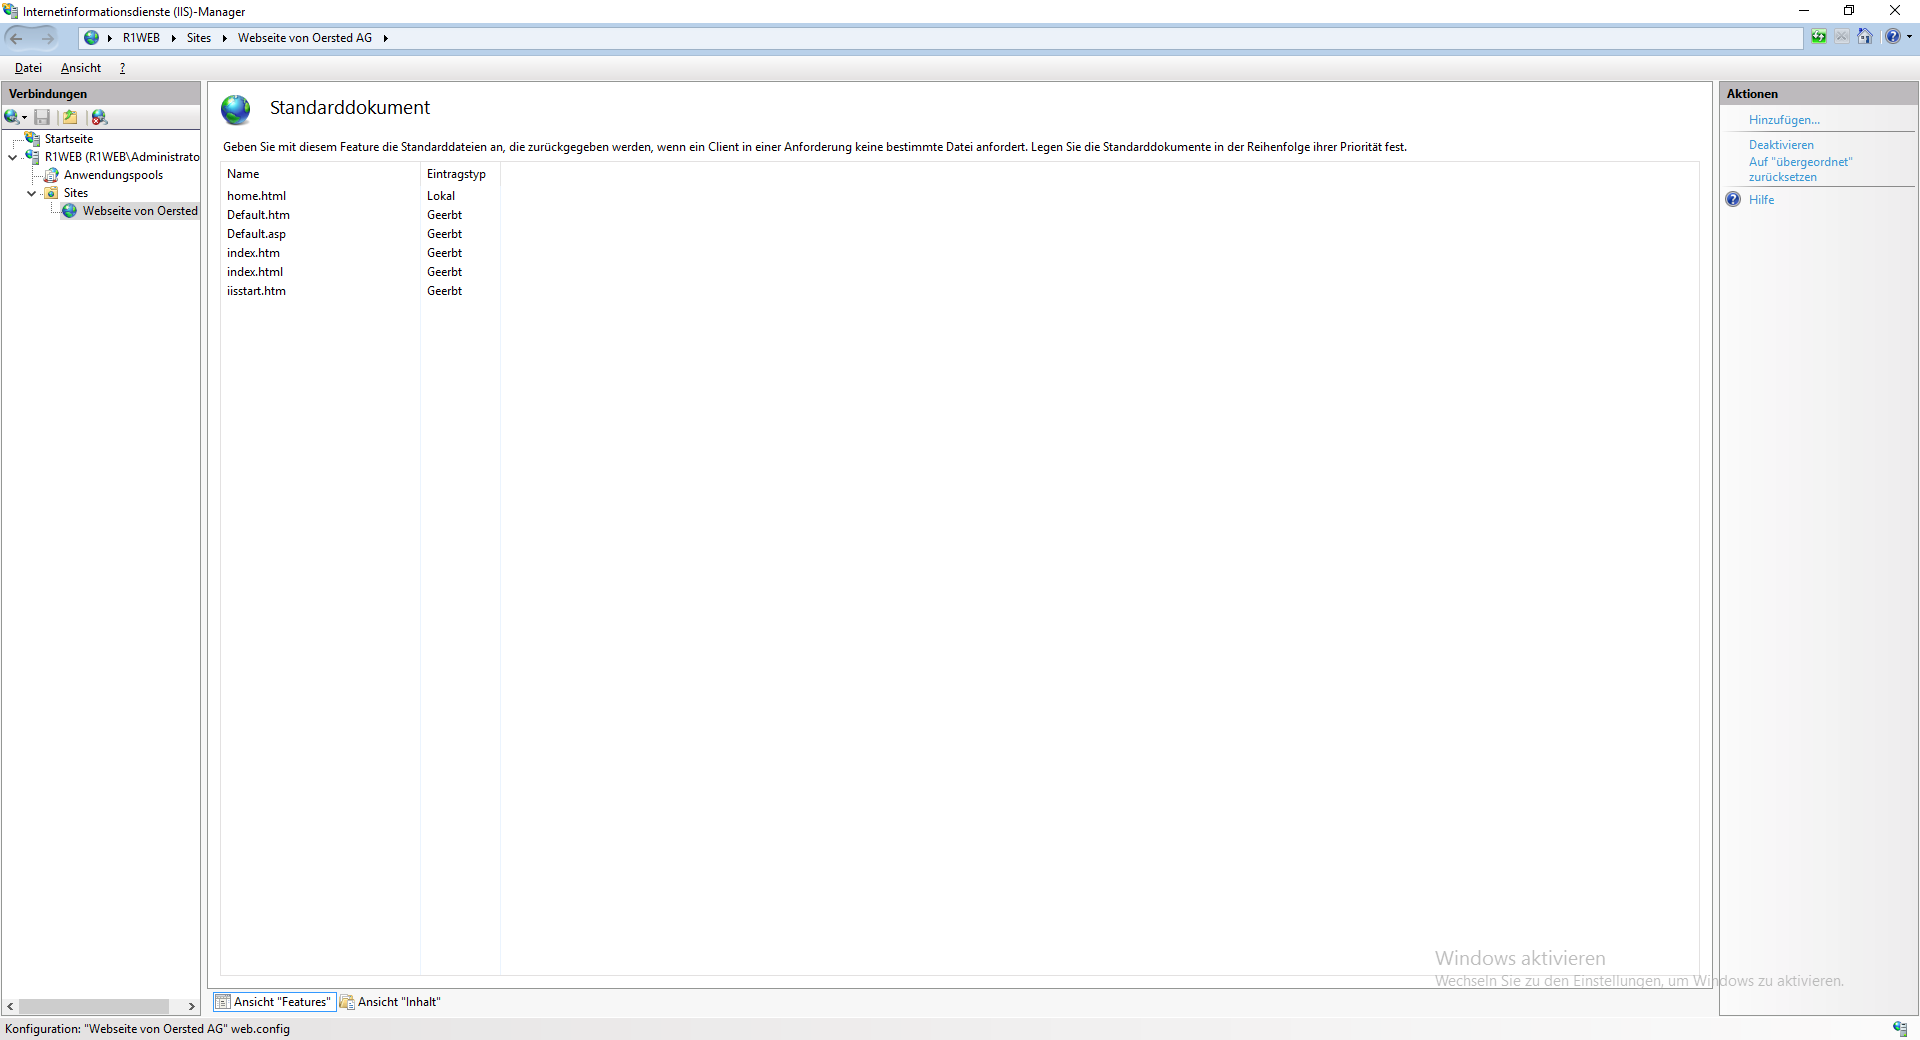 Internetinformationsdienste (IIS)-Manager
R1WEB Sites Webseite von Oersted AG
Datei Ansicht ?
Verbindungen
Startseite
R1WEB (R1WEB\Administrato
Anwendungspools
Sites
Webseite von Oersted
Standarddokument
Geben Sie mit diesem Feature die Standarddateien an, die zurückgegeben werden, wenn ein Client in einer Anforderung keine bestimmte Datei anfordert. Legen Sie die Standarddokumente in der Reihenfolge ihrer Priorität fest.
Name Eintragstyp
home.html Lokal
Default.htm Geerbt
Default.asp Geerbt
index.htm Geerbt
index.html Geerbt
iisstart.htm Geerbt
Aktionen
Hinzufügen...
Deaktivieren
Auf "übergeordnet"
zurücksetzen
Hilfe
Windows aktivieren
Wechseln Sie zu den Einstellungen, um Windows zu aktivieren.
Ansicht "Features" Ansicht "Inhalt"
Konfiguration: "Webseite von Oersted AG" web.config